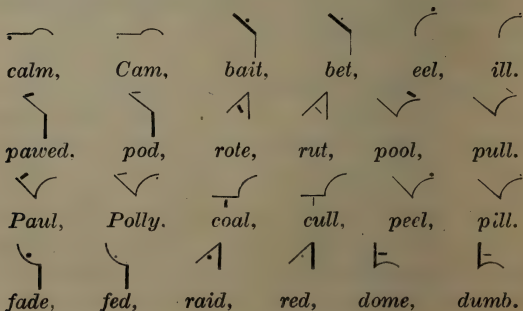 calm, Cam, bait, bet, eel, ill.
pawed. pod, rote, rut, pool, pull.
Paul, Polly. coal, cull, peel, pill.
fade, fed, raid, red, dome, dumb.